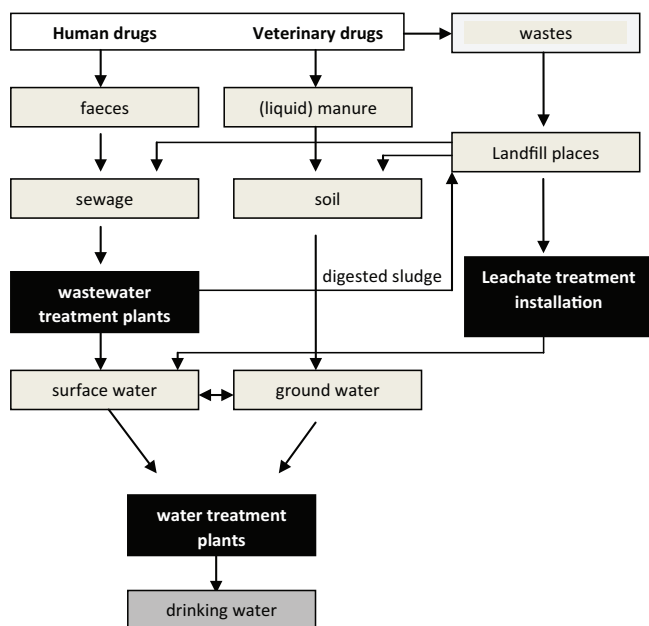 Human drugs
Veterinary drugs
wastes
faeces
(liquid) manure
Landfill places
sewage
soil
digested sludge
wastewater
treatment plants
Leachate treatment
installation
surface water
ground water
water treatment
plants
drinking water